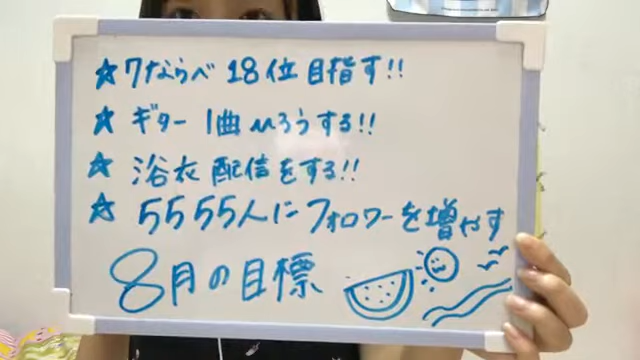 ☆7ならべ 18位 目指す!!
☆ギター 1曲 ひろうする!!
☆浴衣 配信をする!!
☆5555人にフォロワーを増やす
8月の目標